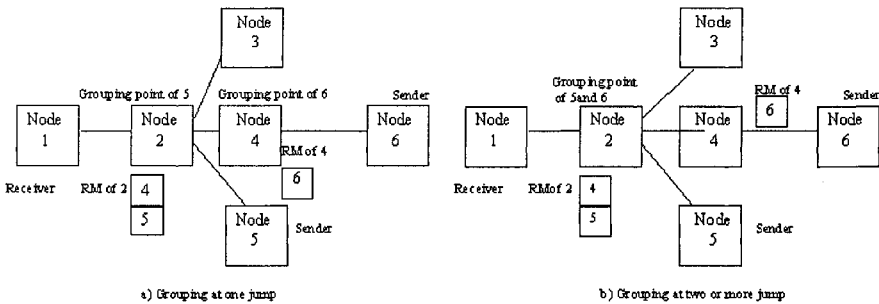 Node
3
Grouping point of 5
Grouping point of 6
Sender
Node
1
Node
2
Node
4
Node
6
RM of 4
6
Receiver
RM of 2
4
5
Node
5
Sender
a) Grouping at one jump
Node
3
Grouping point
of 5and 6
RM of 4
6
Sender
Node
1
Node
2
Node
4
Node
6
Receiver
RMof 2
4
5
Node
5
Sender
b) Grouping at two or more jump